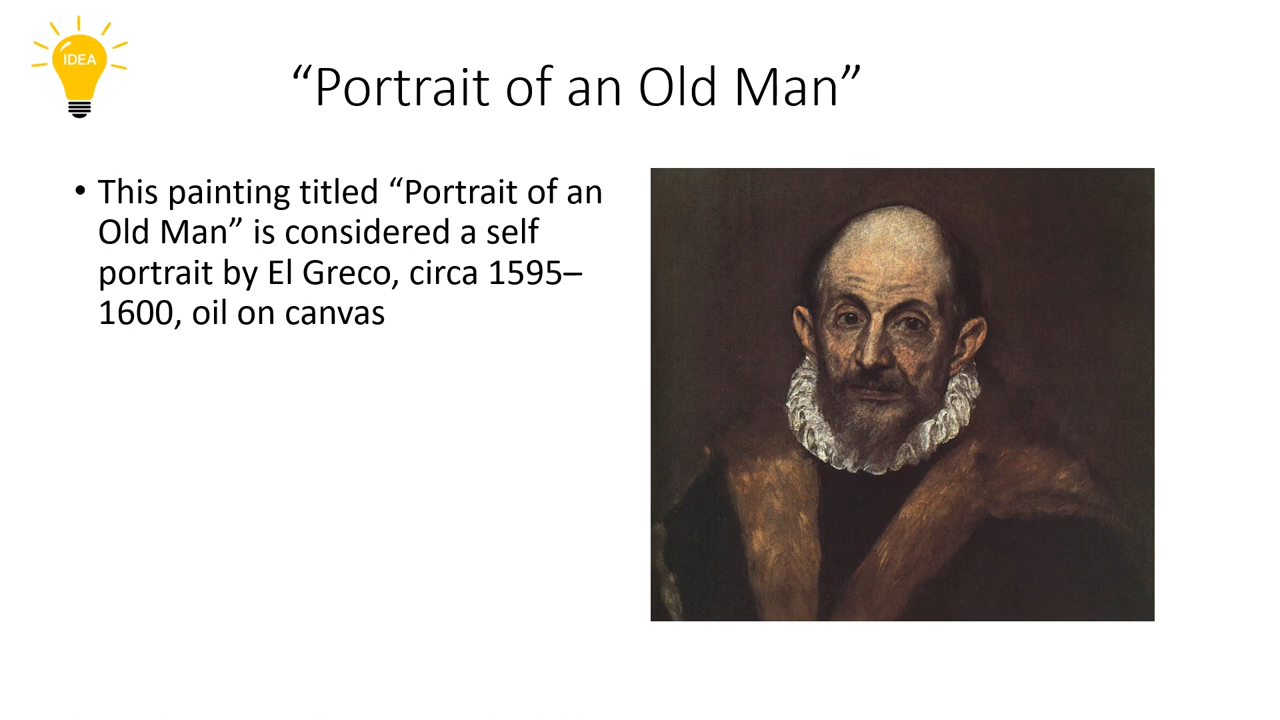 IDEA
“Portrait of an Old Man”
• This painting titled “Portrait of an
Old Man” is considered a self
portrait by El Greco, circa 1595–
1600, oil on canvas